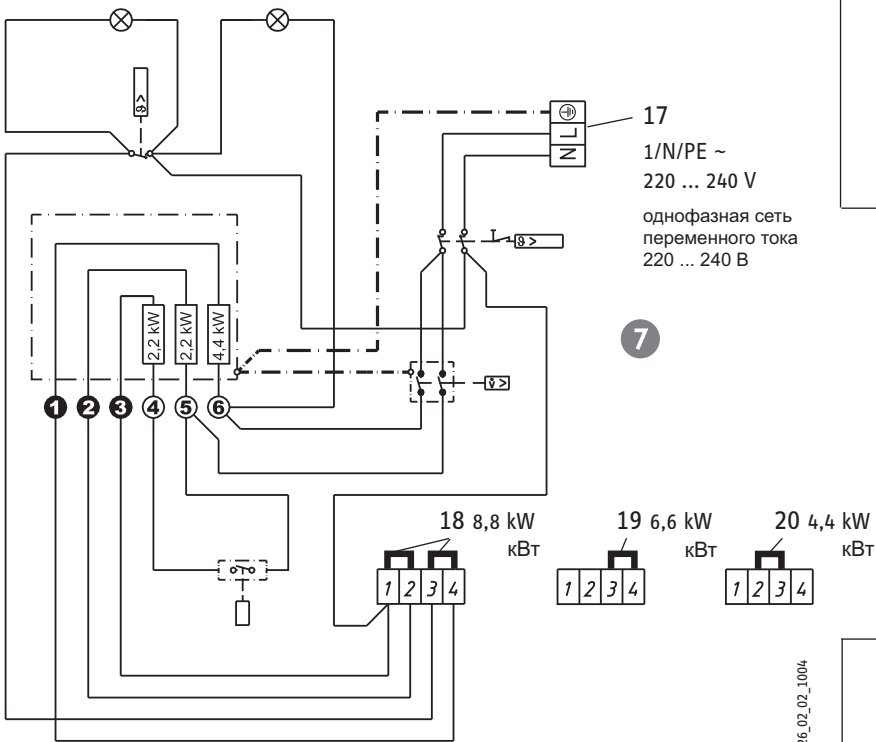 ϑ>
17
L
N
1/N/PE ~
220 ... 240 V
однофазная сеть
переменного тока
220 ... 240 В
ϑ>
2,2 kW
2,2 kW
4,4 kW
7
1 2 3 4 5 6
18 8,8 kW
кВт
1 2 3 4
19 6,6 kW
кВт
1 2 3 4
20 4,4 kW
кВт
1 2 3 4
26_02_02_1004